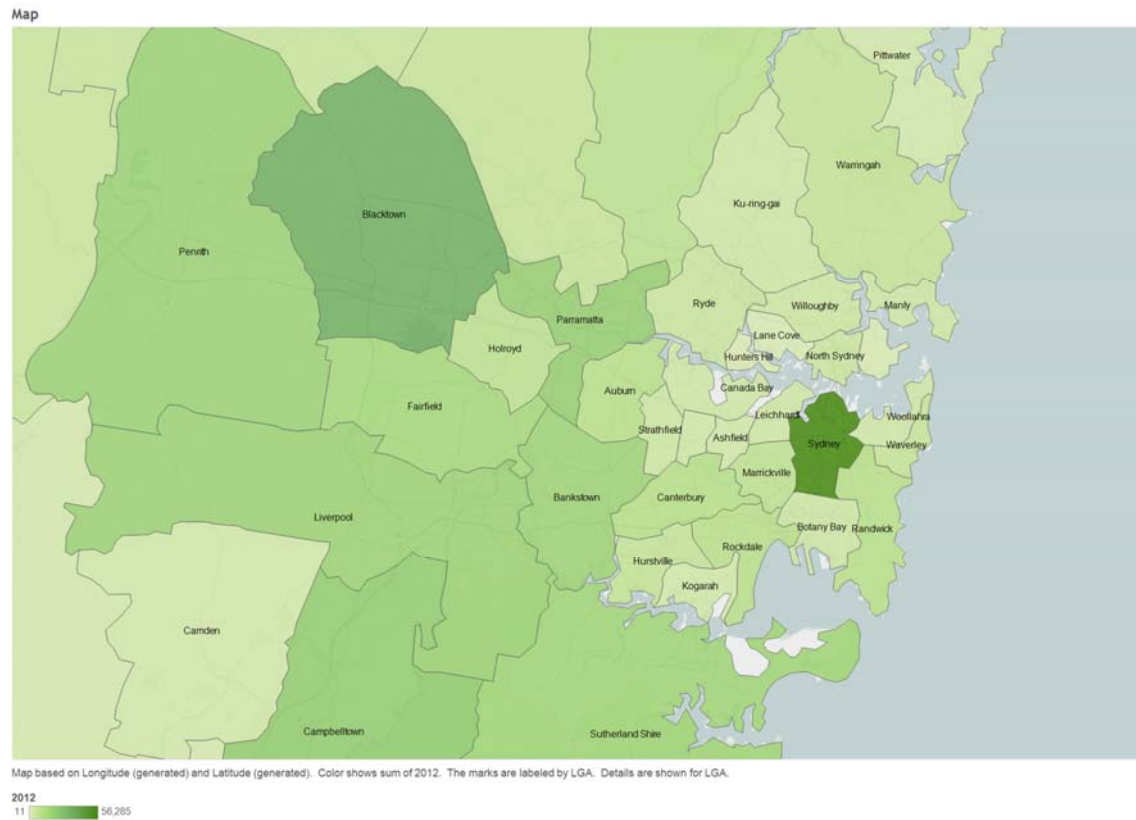 Map
Pittwater
Warringah
Ku-ring-gai
Blacktown
Penrith
Ryde
Willoughby
Manly
Parramatta
Lane Cove
Holroyd
Hunters Hill
North Sydney
Auburn
Canada Bay
Fairfield
Leichhardt
Woollahra
Strathfield
Ashfield
Sydney
Waverley
Marrickville
Bankstown
Canterbury
Liverpool
Botany Bay
Randwick
Rockdale
Hurstville
Kogarah
Camden
Campbelltown
Sutherland Shire
Map based on Longitude (generated) and Latitude (generated). Color shows sum of 2012. The marks are labeled by LGA. Details are shown for LGA.
2012
11 56,285